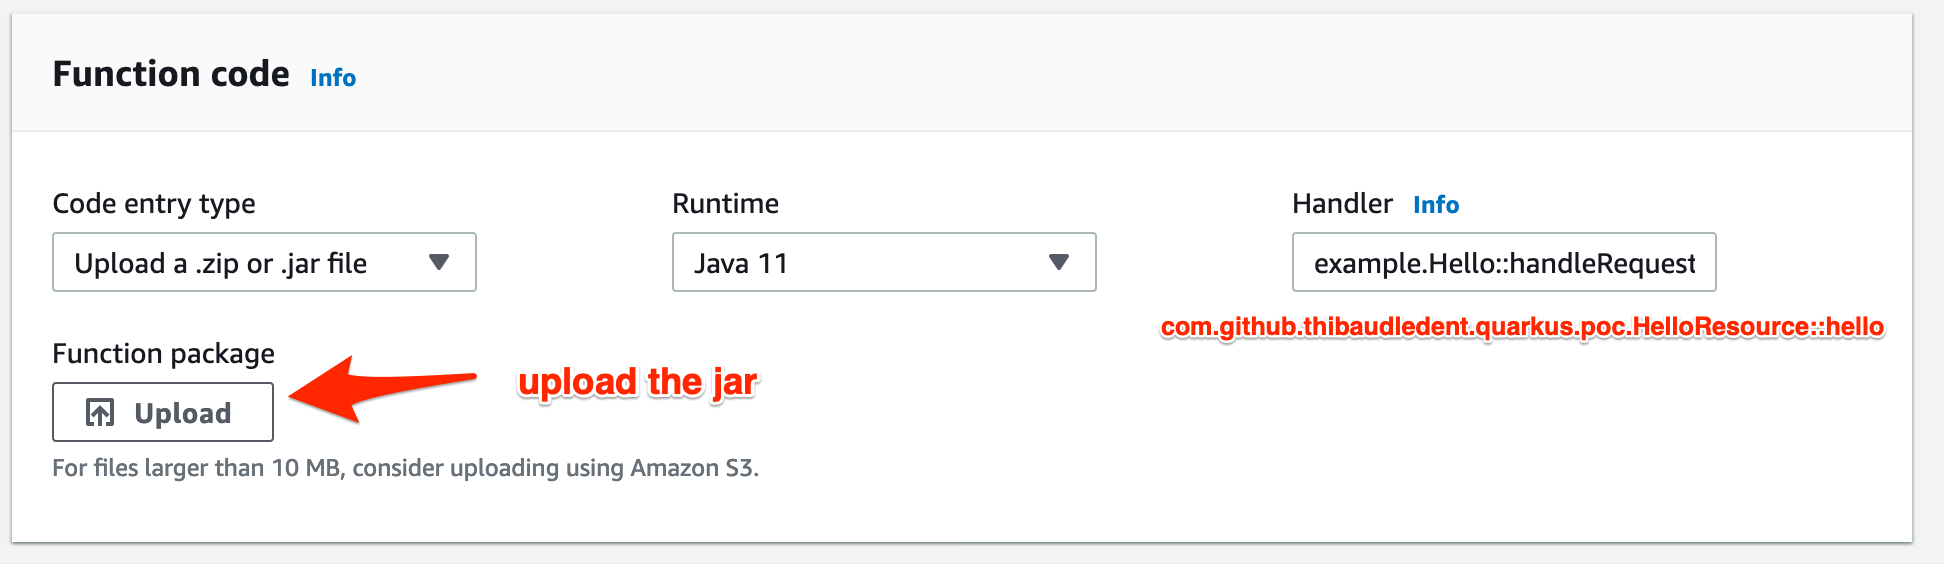 Function code Info
Code entry type
Runtime
Handler Info
Upload a .zip or .jar file
Java 11
example.Hello::handleRequest
com.github.thibaudledent.quarkus.poc.HelloResource::hello
Function package
upload the jar
Upload
For files larger than 10 MB, consider uploading using Amazon S3.